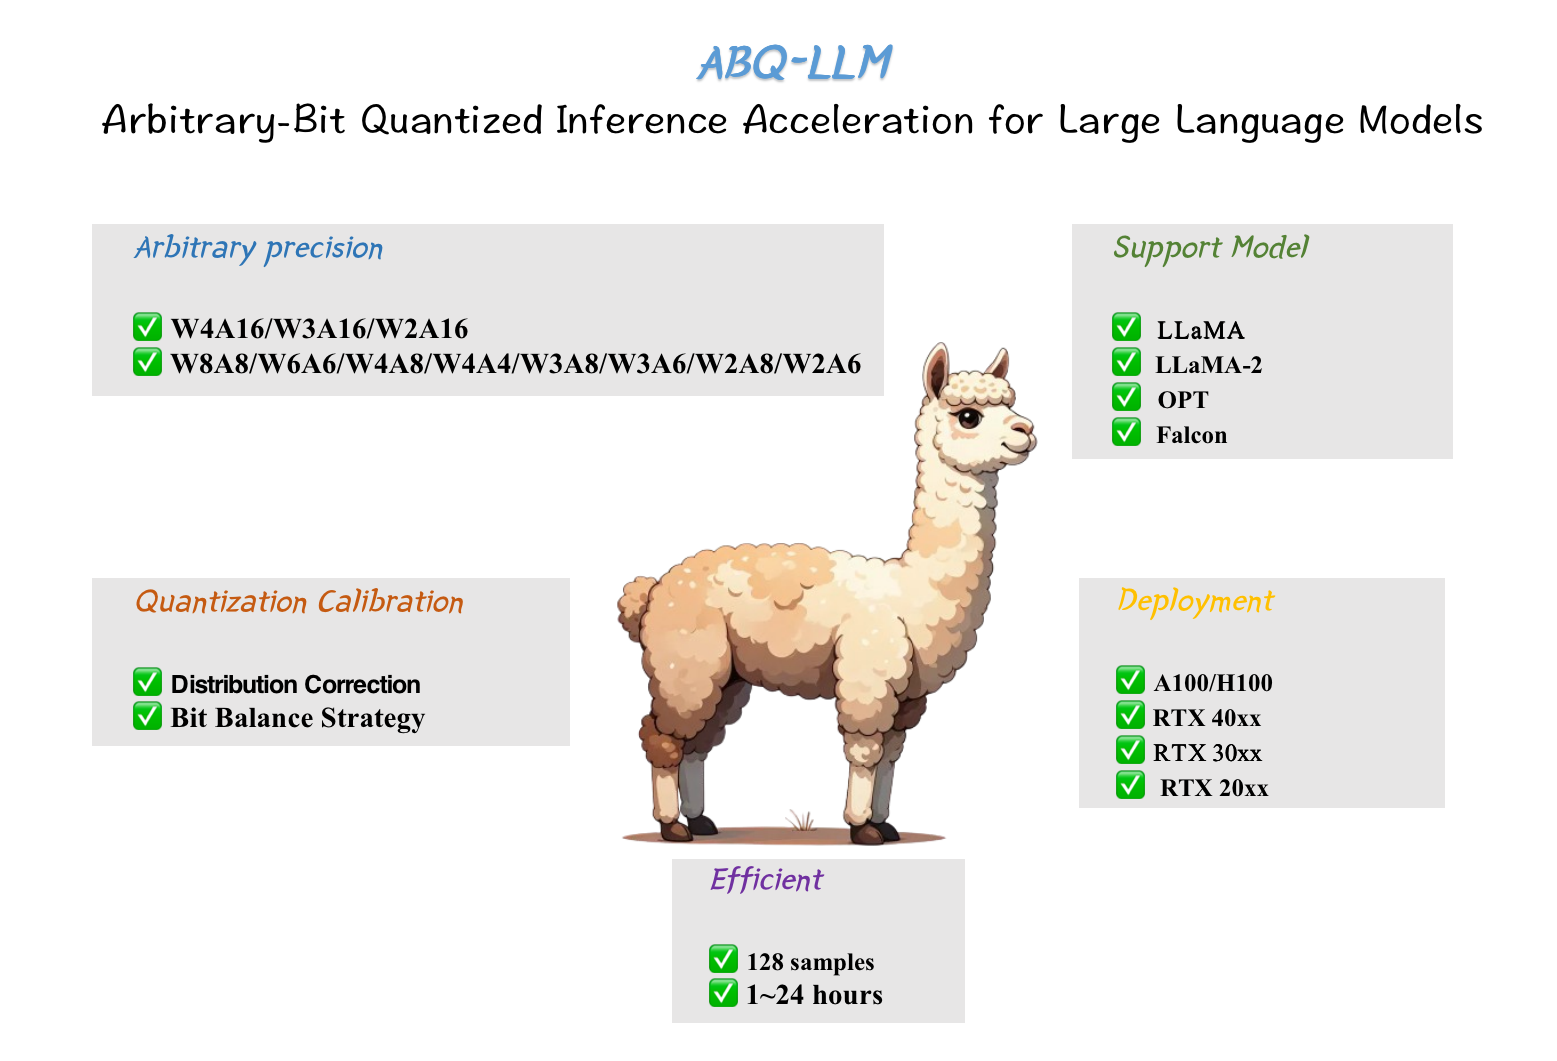 ABQ-LLM
Arbitrary-Bit Quantized Inference Acceleration for Large Language Models
Arbitrary precision
✅ W4A16/W3A16/W2A16
✅ W8A8/W6A6/W4A8/W4A4/W3A8/W3A6/W2A8/W2A6
Support Model
✅ LLaMA
✅ LLaMA-2
✅ OPT
✅ Falcon
Quantization Calibration
✅ Distribution Correction
✅ Bit Balance Strategy
Deployment
✅ A100/H100
✅ RTX 40xx
✅ RTX 30xx
✅ RTX 20xx
Efficient
✅ 128 samples
✅ 1~24 hours